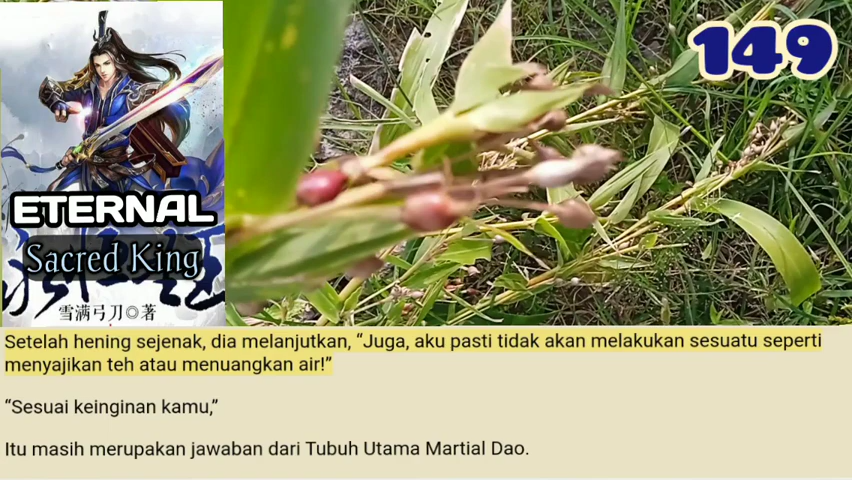 149
ETERNAL
Sacred King
雪满弓刀◎著
Setelah hening sejenak, dia melanjutkan, “Juga, aku pasti tidak akan melakukan sesuatu seperti
menyajikan teh atau menuangkan air!”
“Sesuai keinginan kamu,”
Itu masih merupakan jawaban dari Tubuh Utama Martial Dao.